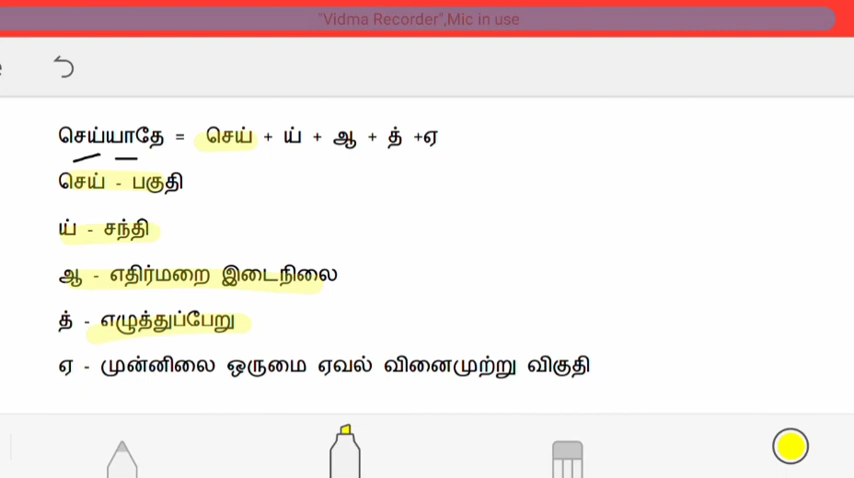 "Vidma Recorder",Mic in use
செய்யாதே = செய் + ய் + ஆ + த் +ஏ
செய் - பகுதி
ய் - சந்தி
ஆ - எதிர்மறை இடைநிலை
த் - எழுத்துப்பேறு
ஏ - முன்னிலை ஒருமை ஏவல் வினைமுற்று விகுதி